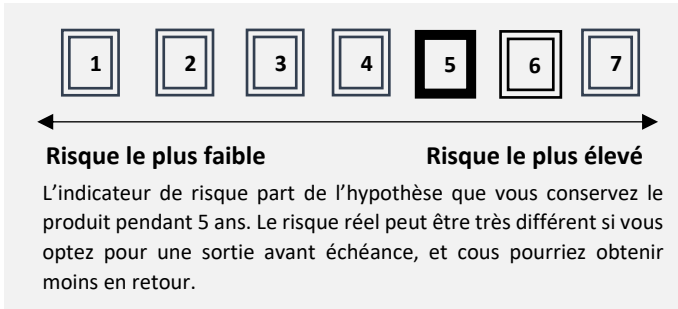 1 2 3 4 5 6 7
Risque le plus faible Risque le plus élevé
L’indicateur de risque part de l’hypothèse que vous conservez le
produit pendant 5 ans. Le risque réel peut être très différent si vous
optez pour une sortie avant échéance, et cous pourriez obtenir
moins en retour.